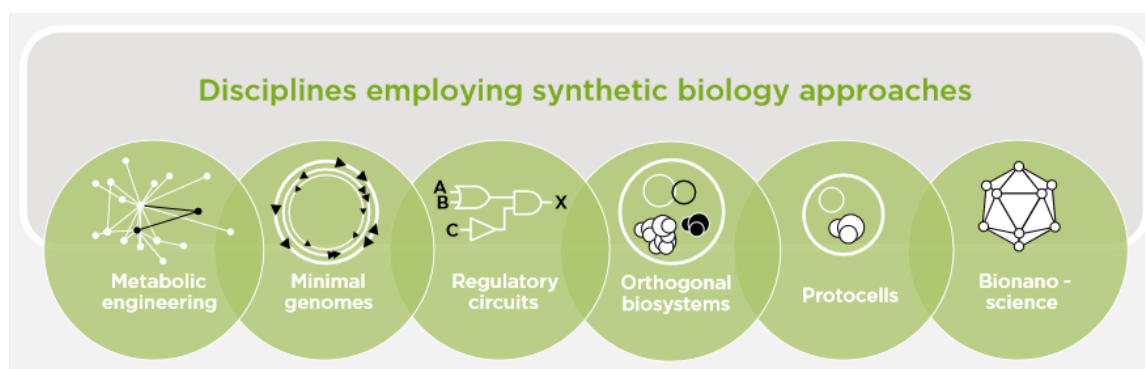 Disciplines employing synthetic biology approaches
A
B
X
C
Metabolic
engineering
Minimal
genomes
Regulatory
circuits
Orthogonal
biosystems
Protocells
Bionano -
science